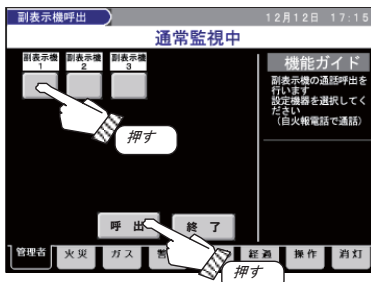 副表示機呼出
12月12日 17:15
通常監視中
副表示機 副表示機 副表示機
1 2 3
機能ガイド
副表示機の通話呼出を
行います
設定機器を選択してく
ださい
(自火報電話で通話)
押す
呼出 終了
管理者 火災 ガス 経過 操作 消灯
押す